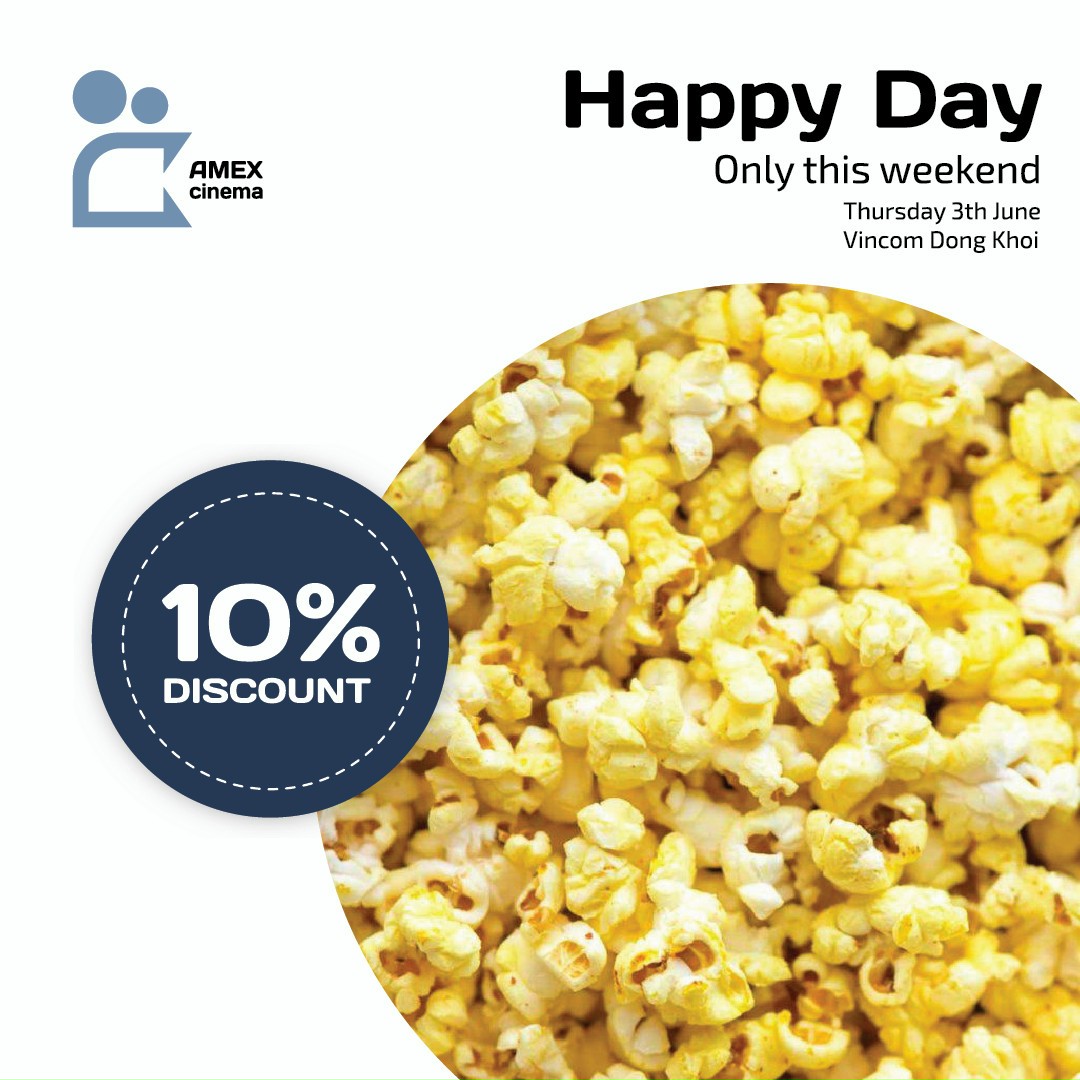 AMEX
cinema
Happy Day
Only this weekend
Thursday 3th June
Vincom Dong Khoi
10%
DISCOUNT